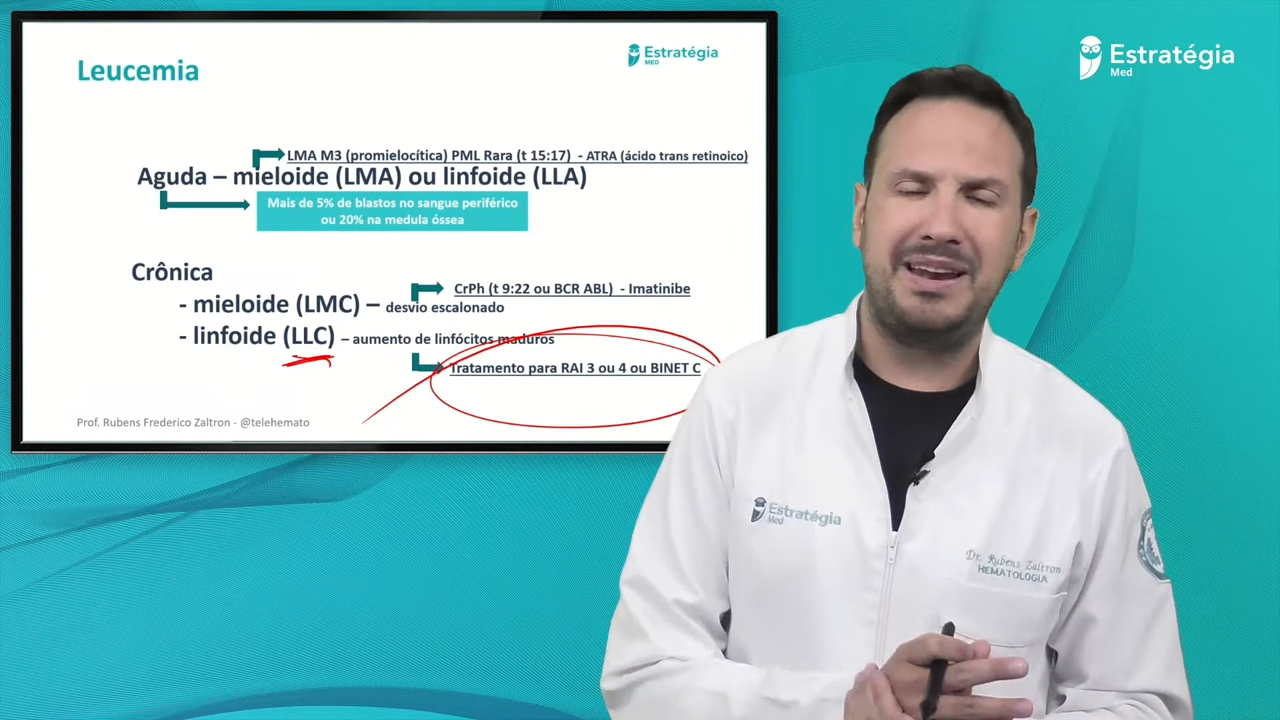 Leucemia
Estratégia
MED
Estratégia
Med
LMA M3 (promielocítica) PML Rara (t 15:17) - ATRA (ácido trans retinoico)
Aguda – mieloide (LMA) ou linfoide (LLA)
Mais de 5% de blastos no sangue periférico
ou 20% na medula óssea
Crônica
CrPh (t 9:22 ou BCR ABL) - Imatinibe
- mieloide (LMC) – desvio escalonado
- linfoide (LLC) – aumento de linfócitos maduros
Tratamento para RAI 3 ou 4 ou BINET C
Prof. Rubens Frederico Zaltron - @telehemato
Estratégia
Med
Dr. Rubens Zaltron
HEMATOLOGIA